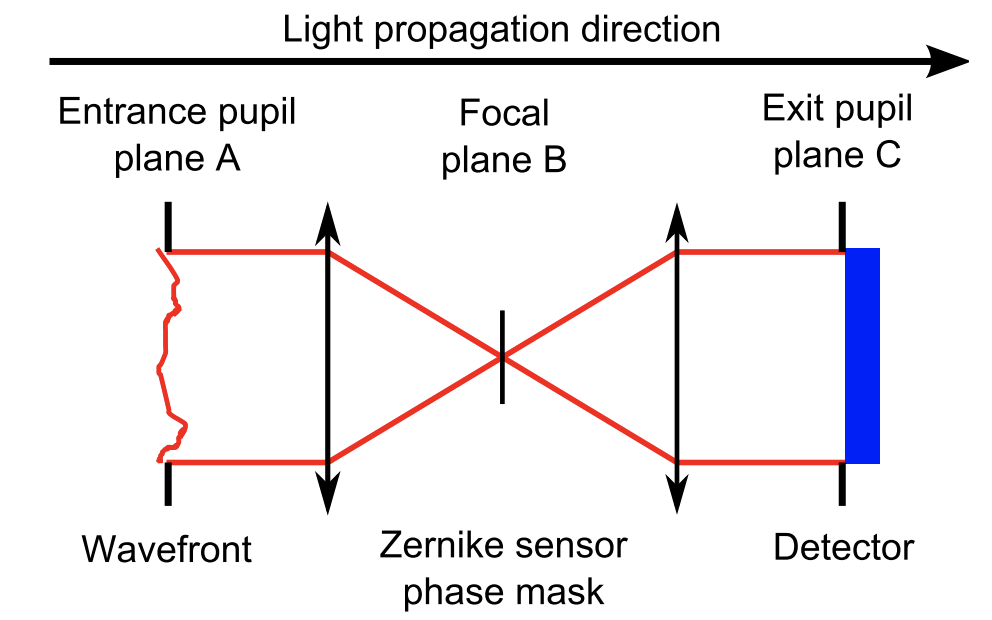 Light propagation direction
Entrance pupil
plane A
Focal
plane B
Exit pupil
plane C
Wavefront
Zernike sensor
phase mask
Detector